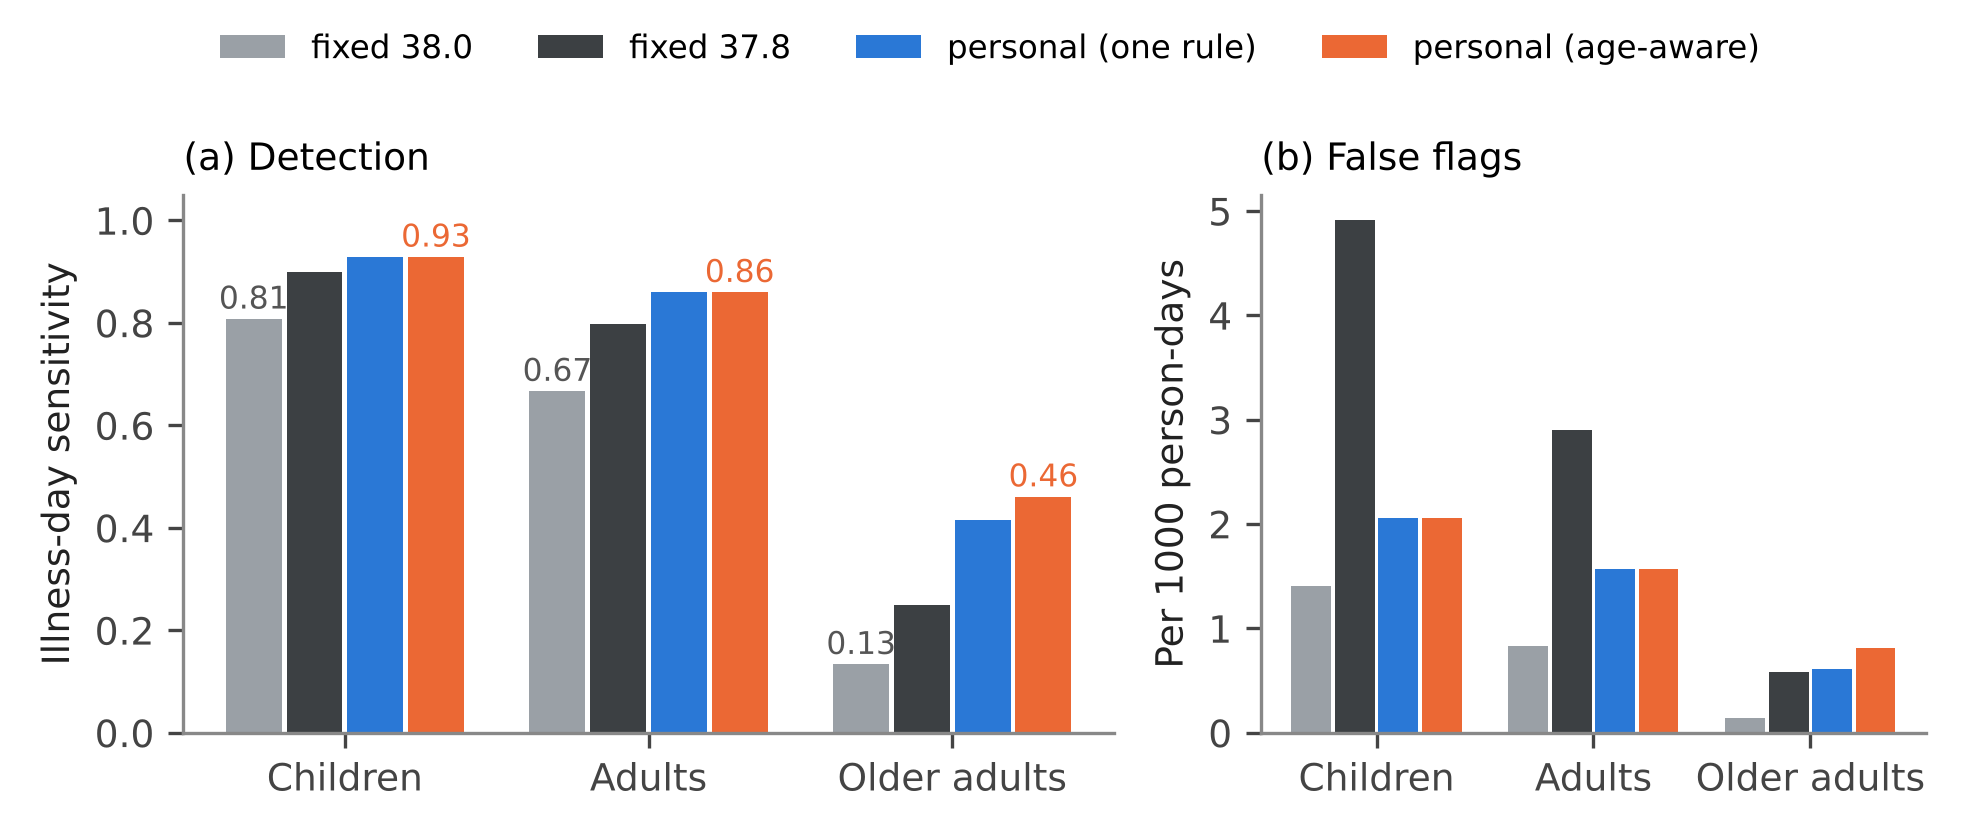 fixed 38.0 fixed 37.8 personal (one rule) personal (age-aware)
(a) Detection
Illness-day sensitivity
1.0
0.8
0.6
0.4
0.2
0.0
0.81
0.93
0.67
0.86
0.13
0.46
Children Adults Older adults
(b) False flags
Per 1000 person-days
5
4
3
2
1
0
Children Adults Older adults